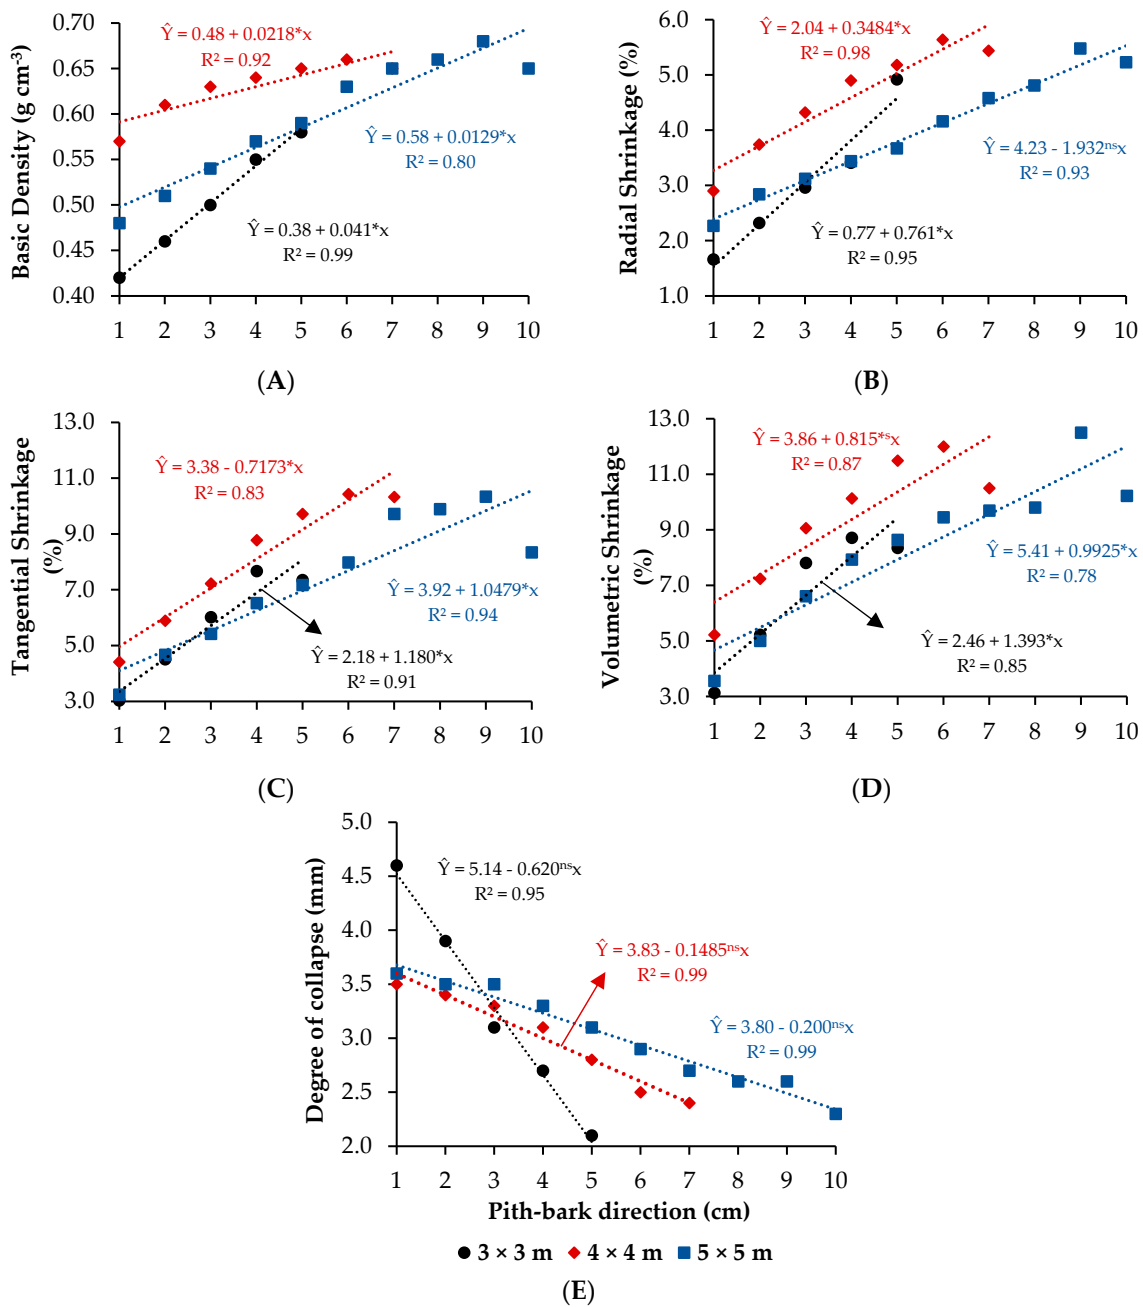 Basic Density (g cm⁻³)
0.70
0.65
0.60
0.55
0.50
0.45
0.40
Ŷ = 0.48 + 0.0218*x
R² = 0.92
Ŷ = 0.58 + 0.0129*x
R² = 0.80
Ŷ = 0.38 + 0.041*x
R² = 0.99
1 2 3 4 5 6 7 8 9 10
(A)
Radial Shrinkage (%)
6.0
5.0
4.0
3.0
2.0
1.0
Ŷ = 2.04 + 0.3484*x
R² = 0.98
Ŷ = 4.23 - 1.932ⁿˢx
R² = 0.93
Ŷ = 0.77 + 0.761*x
R² = 0.95
1 2 3 4 5 6 7 8 9 10
(B)
Tangential Shrinkage
(%)
13.0
11.0
9.0
7.0
5.0
3.0
Ŷ = 3.38 - 0.7173*x
R² = 0.83
Ŷ = 3.92 + 1.0479*x
R² = 0.94
Ŷ = 2.18 + 1.180*x
R² = 0.91
1 2 3 4 5 6 7 8 9 10
(C)
Volumetric Shrinkage
(%)
13.0
11.0
9.0
7.0
5.0
3.0
Ŷ = 3.86 + 0.815*ˢx
R² = 0.87
Ŷ = 5.41 + 0.9925*x
R² = 0.78
Ŷ = 2.46 + 1.393*x
R² = 0.85
1 2 3 4 5 6 7 8 9 10
(D)
Degree of collapse (mm)
5.0
4.5
4.0
3.5
3.0
2.5
2.0
Ŷ = 5.14 - 0.620ⁿˢx
R² = 0.95
Ŷ = 3.83 - 0.1485ⁿˢx
R² = 0.99
Ŷ = 3.80 - 0.200ⁿˢx
R² = 0.99
1 2 3 4 5 6 7 8 9 10
Pith-bark direction (cm)
3 × 3 m 4 × 4 m 5 × 5 m
(E)